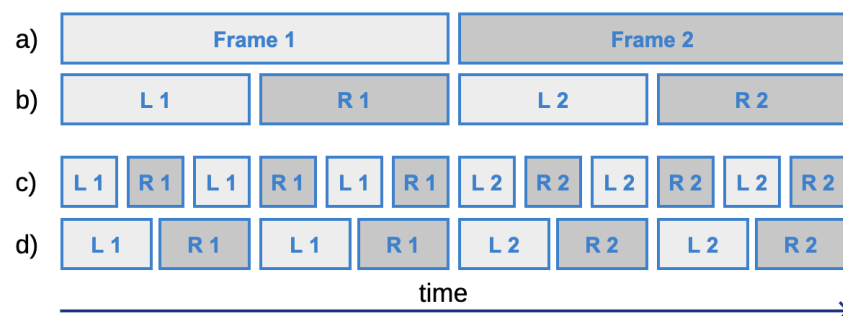 a) Frame 1 Frame 2
b) L 1 R 1 L 2 R 2
c) L 1 R 1 L 1 R 1 L 1 R 1 L 2 R 2 L 2 R 2 L 2 R 2
d) L 1 R 1 L 1 R 1 L 2 R 2 L 2 R 2
time